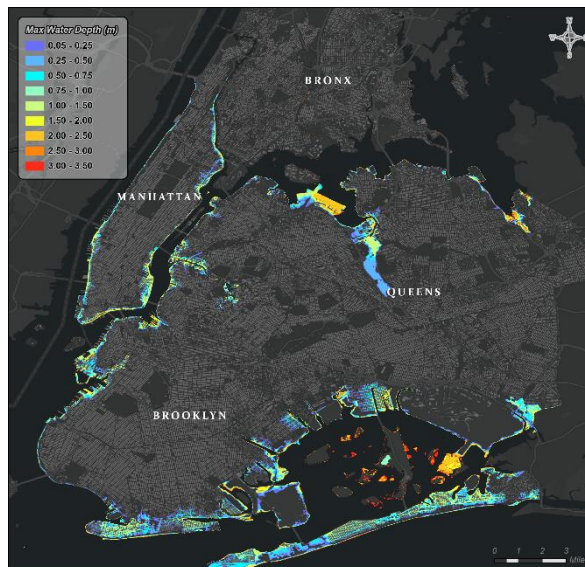 Max Water Depth (m)
0.05 - 0.25
0.25 - 0.50
0.50 - 0.75
0.75 - 1.00
1.00 - 1.50
1.50 - 2.00
2.00 - 2.50
2.50 - 3.00
3.00 - 3.50
BRONX
MANHATTAN
QUEENS
BROOKLYN
0 1 2 3
Miles